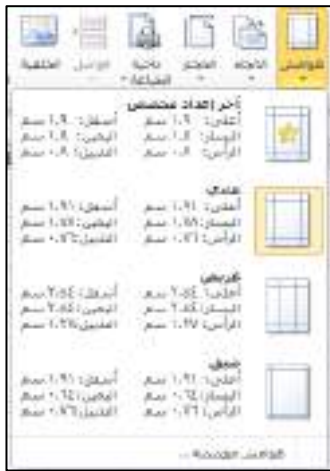 هوامش الاتجاه الحجم ناحية الطباعة فواصل الخلفية
آخر إعداد مخصص
أعلى: ١.٩ سم أسفل: ١.٩ سم
اليسار: ١.٨ سم اليمين: ١.٨ سم
الرأس: ٠.٨ سم التذييل: ٠.٨ سم
عادي
أعلى: ١.٩١ سم أسفل: ١.٩١ سم
اليسار: ١.٧٨ سم اليمين: ١.٧٨ سم
الرأس: ٠.٧٦ سم التذييل: ٠.٧٦ سم
عريض
أعلى: ٢.٥٤ سم أسفل: ٢.٥٤ سم
اليسار: ٢.٥٤ سم اليمين: ٢.٥٤ سم
الرأس: ١.٢٧ سم التذييل: ١.٢٧ سم
ضيق
أعلى: ١.٩١ سم أسفل: ١.٩١ سم
اليسار: ٠.٦٤ سم اليمين: ٠.٦٤ سم
الرأس: ٠.٧٦ سم التذييل: ٠.٧٦ سم
هوامش مخصصة ...